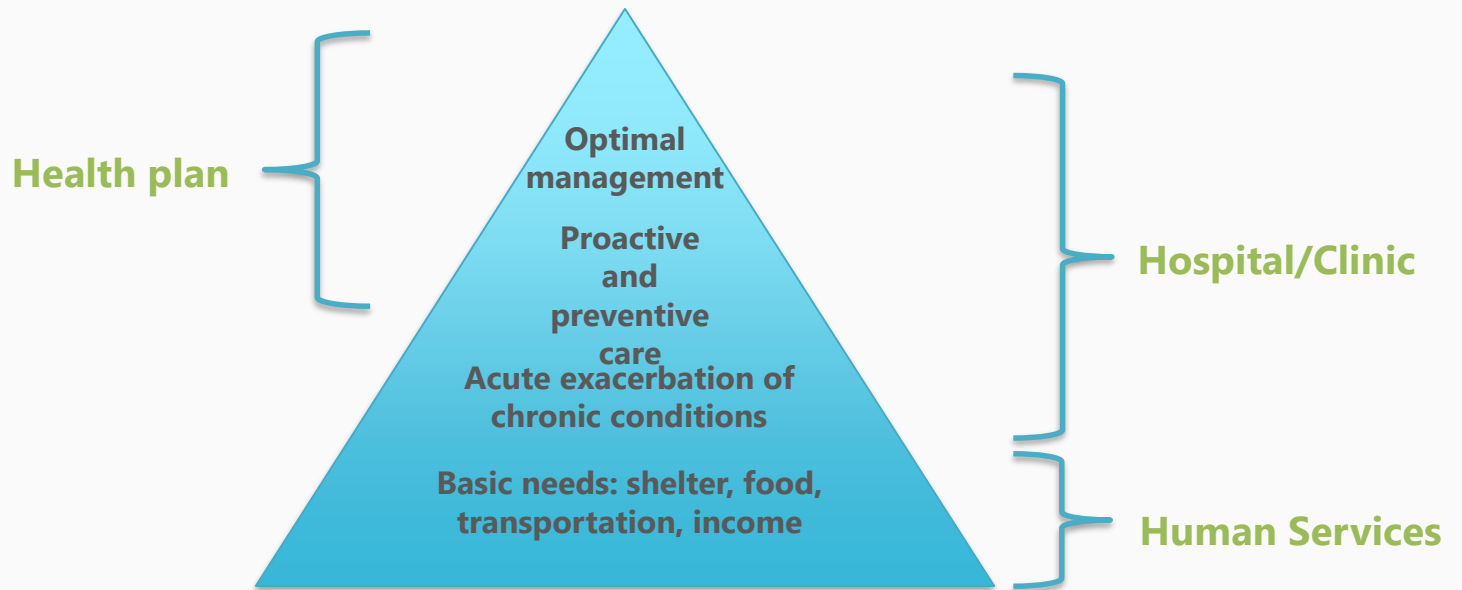 Health plan
Optimal
management
Proactive
and
preventive
care
Acute exacerbation of
chronic conditions
Basic needs: shelter, food,
transportation, income
Hospital/Clinic
Human Services